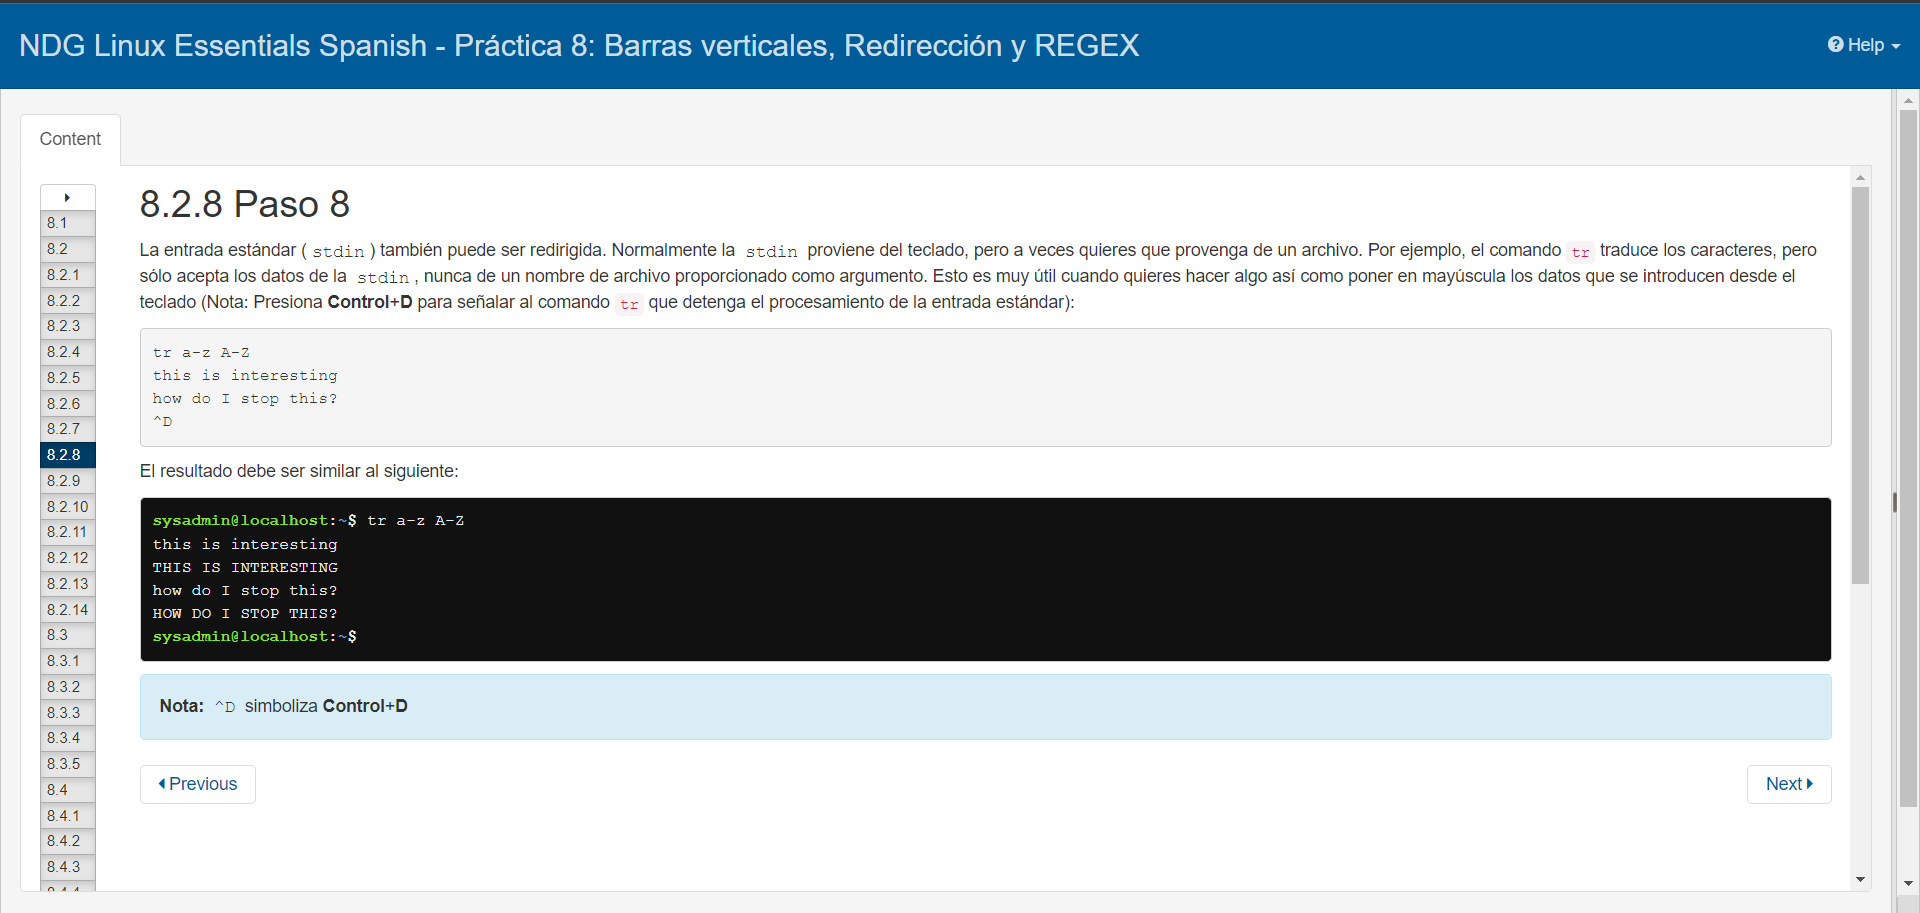 NDG Linux Essentials Spanish - Práctica 8: Barras verticales, Redirección y REGEX
Help
Content
8.1
8.2
8.2.1
8.2.2
8.2.3
8.2.4
8.2.5
8.2.6
8.2.7
8.2.8
8.2.9
8.2.10
8.2.11
8.2.12
8.2.13
8.2.14
8.3
8.3.1
8.3.2
8.3.3
8.3.4
8.3.5
8.4
8.4.1
8.4.2
8.4.3
8.2.8 Paso 8
La entrada estándar ( stdin ) también puede ser redirigida. Normalmente la stdin proviene del teclado, pero a veces quieres que provenga de un archivo. Por ejemplo, el comando tr traduce los caracteres, pero
sólo acepta los datos de la stdin , nunca de un nombre de archivo proporcionado como argumento. Esto es muy útil cuando quieres hacer algo así como poner en mayúscula los datos que se introducen desde el
teclado (Nota: Presiona Control+D para señalar al comando tr que detenga el procesamiento de la entrada estándar):
tr a-z A-Z
this is interesting
how do I stop this?
^D
El resultado debe ser similar al siguiente:
sysadmin@localhost:~$ tr a-z A-Z
this is interesting
THIS IS INTERESTING
how do I stop this?
HOW DO I STOP THIS?
sysadmin@localhost:~$
Nota: ^D simboliza Control+D
Previous
Next